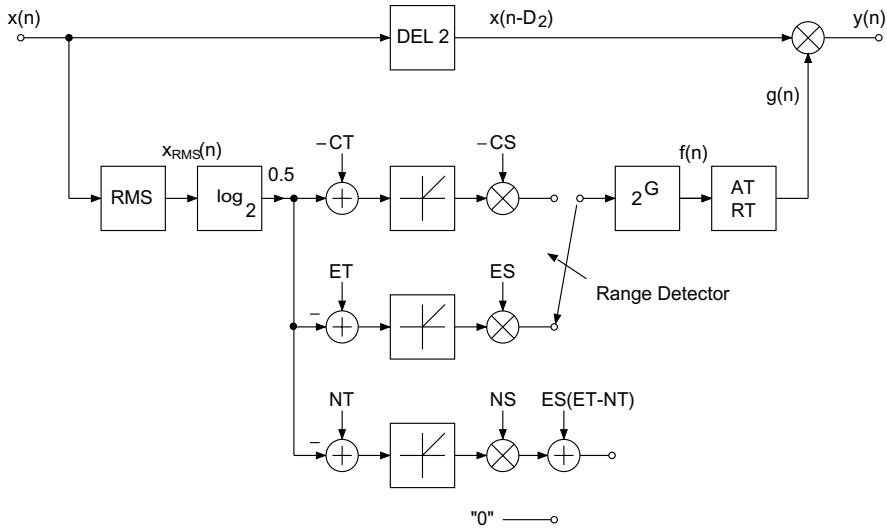 x(n)
DEL 2
x(n-D2)
y(n)
g(n)
xRMS(n)
0.5
–CT
–CS
f(n)
RMS
log2
2G
AT
RT
ET
ES
Range Detector
–
NT
NS
ES(ET-NT)
–
"0"